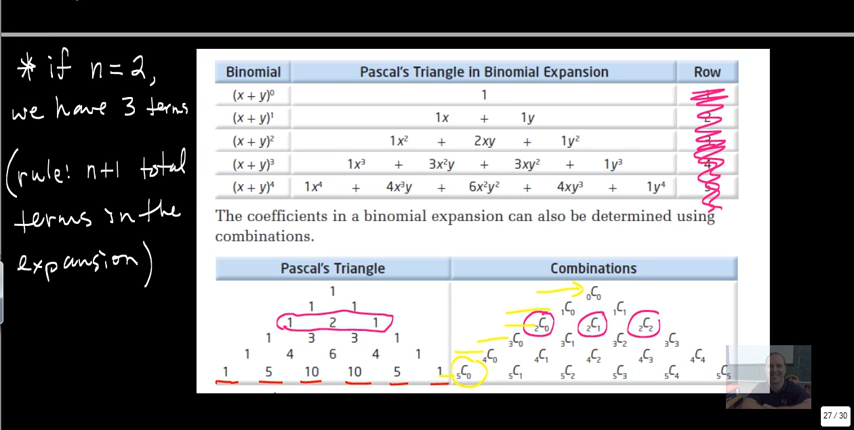 * if n = 2,
we have 3 terms
(rule: n+1 total
terms in the
expansion)
Binomial Pascal's Triangle in Binomial Expansion Row
(x + y)⁰ 1
(x + y)¹ 1x + 1y 2
(x + y)² 1x² + 2xy + 1y²
(x + y)³ 1x³ + 3x²y + 3xy² + 1y³ 4
(x + y)⁴ 1x⁴ + 4x³y + 6x²y² + 4xy³ + 1y⁴
The coefficients in a binomial expansion can also be determined using
combinations.
Pascal's Triangle Combinations
1 ₀C₀
1 1 ₁C₀ ₁C₁
1 2 1 ₂C₀ ₂C₁ ₂C₂
1 3 3 1 ₃C₀ ₃C₁ ₃C₂ ₃C₃
1 4 6 4 1 ₄C₀ ₄C₁ ₄C₂ ₄C₃ ₄C₄
1 5 10 10 5 1 ₅C₀ ₅C₁ ₅C₂ ₅C₃ ₅C₄ ₅C₅
27 / 30